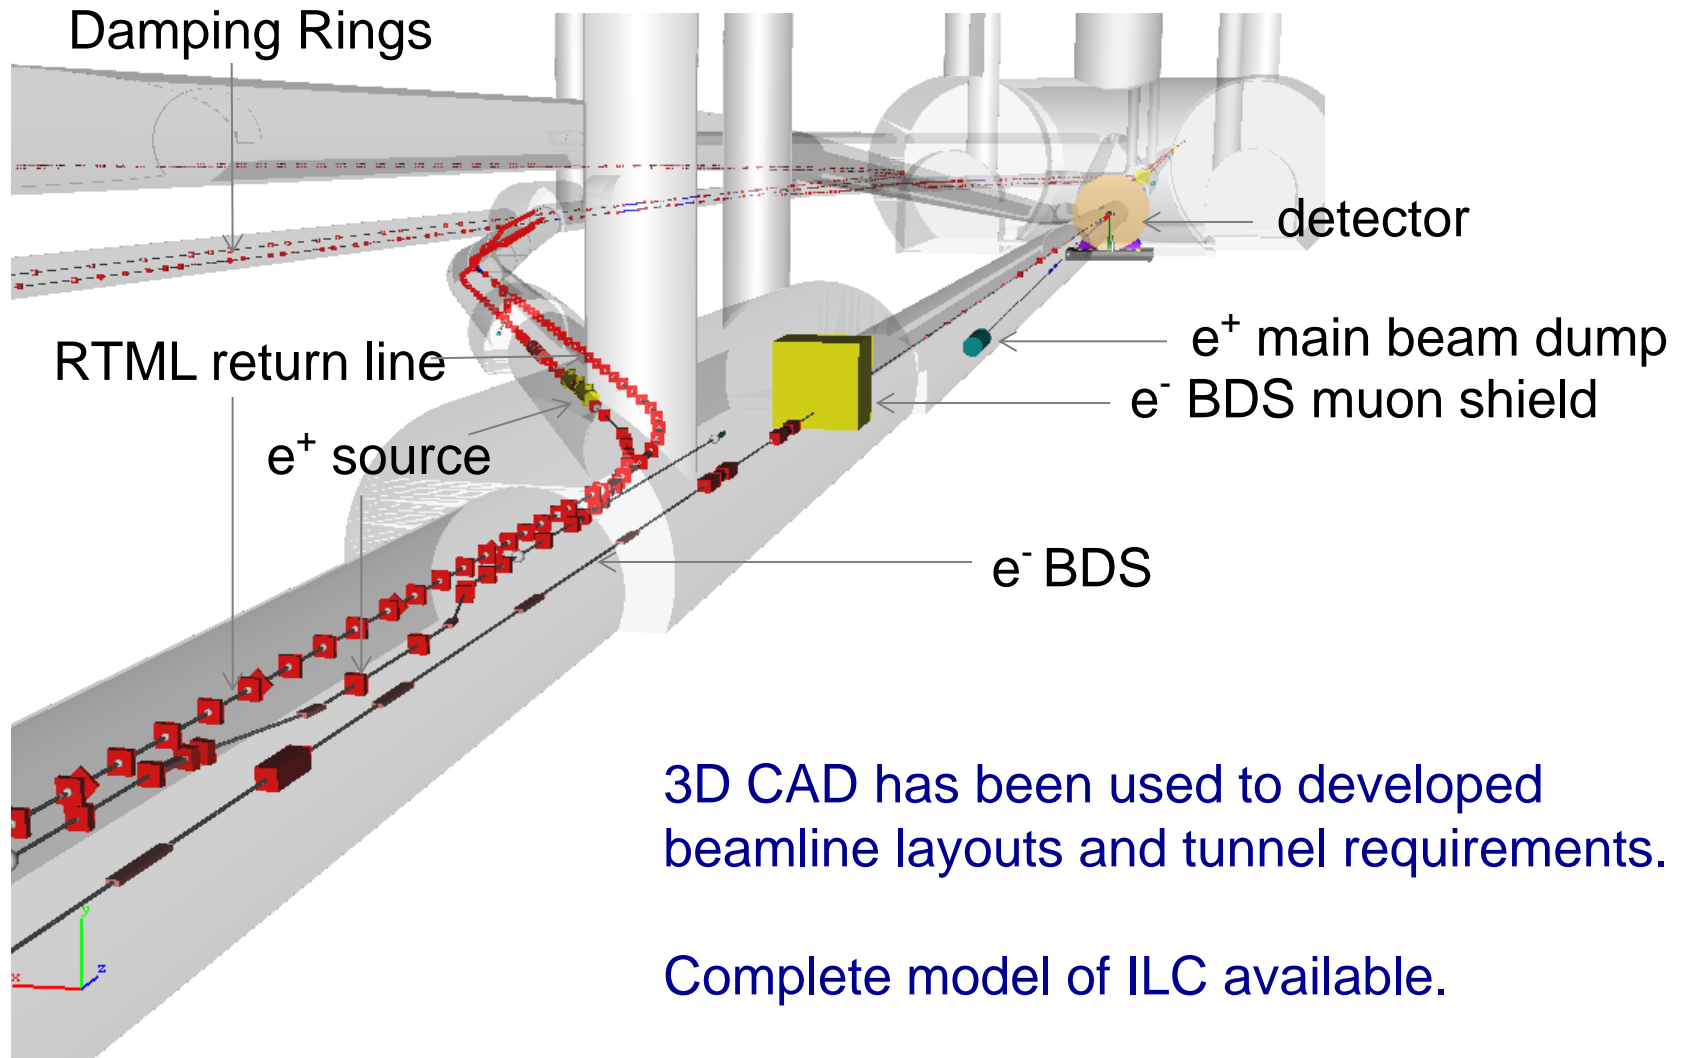 Damping Rings
detector
e⁺ main beam dump
RTML return line
e⁻ BDS muon shield
e⁺ source
e⁻ BDS
3D CAD has been used to developed
beamline layouts and tunnel requirements.
y
z
x
Complete model of ILC available.